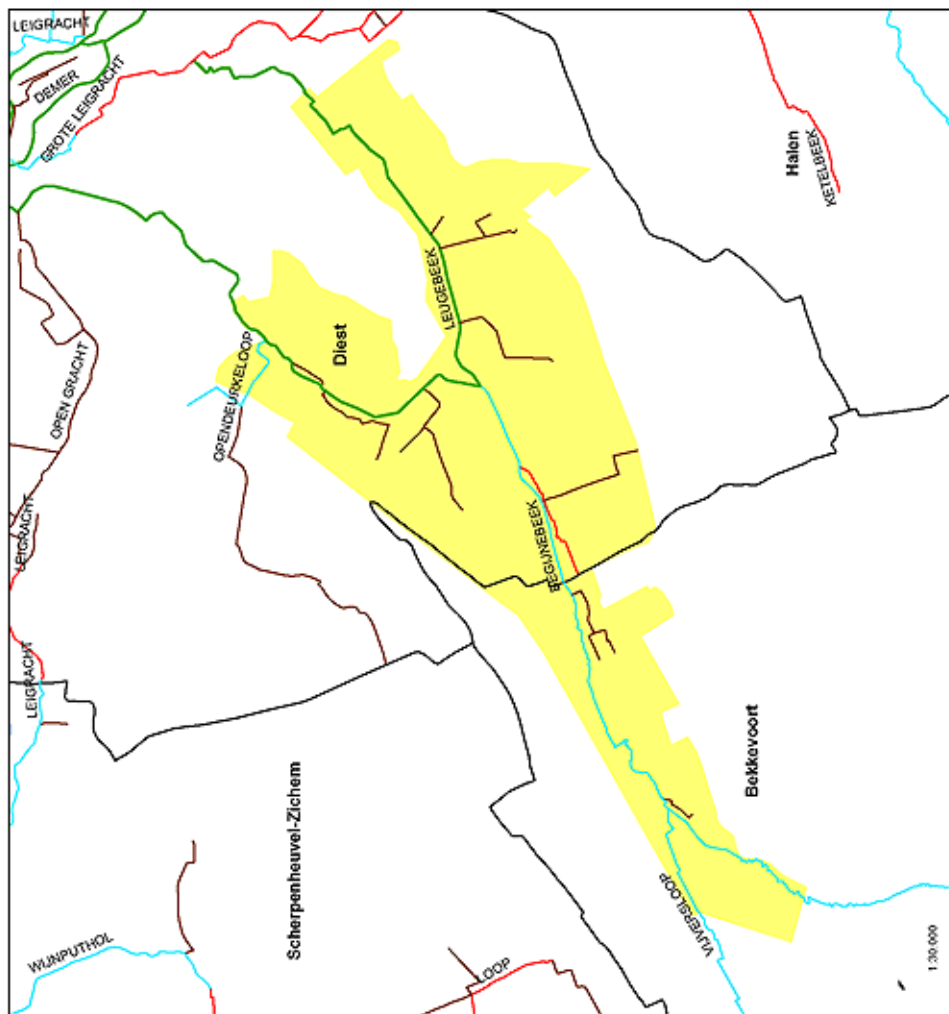 LEIGRACHT
DEMER
GROTE LEIGRACHT
OPEN GRACHT
LEIGRACHT
LEIGRACHT
OPENDEURKELOOP
Diest
LEUGEBEEK
Halen
KETELBEEK
BEGIJNEBEEK
Scherpenheuvel-Zichem
Bekkevoort
WIJNPUTHOL
LOOP
VIJVERSLOOP
1:30.000